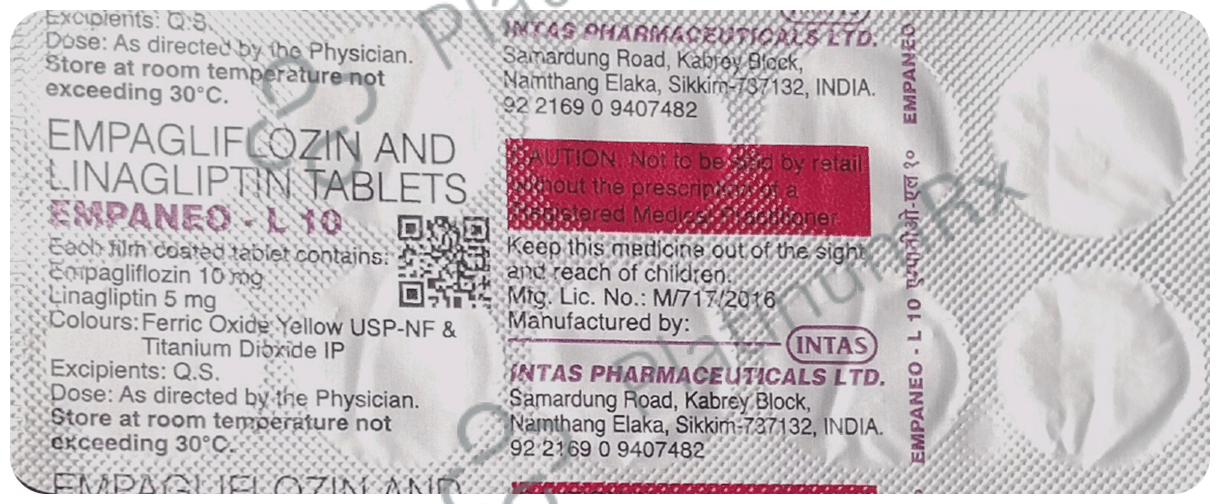 Excipients: Q.S.
Dose: As directed by the Physician.
Store at room temperature not
exceeding 30°C.
EMPAGLIFLOZIN AND
LINAGLIPTIN TABLETS
EMPANEO - L 10
Each film coated tablet contains:
Empagliflozin 10 mg
Linagliptin 5 mg
Colours: Ferric Oxide Yellow USP-NF &
Titanium Dioxide IP
Excipients: Q.S.
Dose: As directed by the Physician.
Store at room temperature not
exceeding 30°C.
EMPAGLIFLOZIN AND
INTAS PHARMACEUTICALS LTD.
Samardung Road, Kabrey Block,
Namthang Elaka, Sikkim-737132, INDIA.
92 2169 0 9407482
CAUTION: Not to be sold by retail
without the prescription of a
Registered Medical Practitioner.
Keep this medicine out of the sight
and reach of children.
Mfg. Lic. No.: M/717/2016
Manufactured by:
INTAS
INTAS PHARMACEUTICALS LTD.
Samardung Road, Kabrey Block,
Namthang Elaka, Sikkim-737132, INDIA.
92 2169 0 9407482
EMPANEO - L 10 एम्पानीओ-एल १० EMPANEO
PlatinumRx